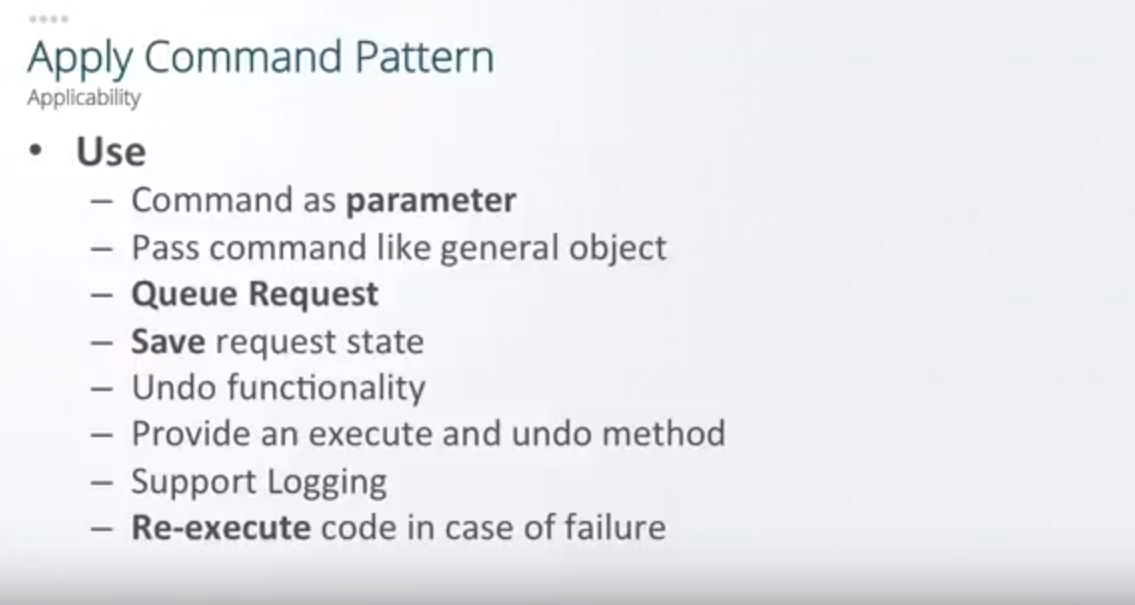 Apply Command Pattern
Applicability
• Use
– Command as parameter
– Pass command like general object
– Queue Request
– Save request state
– Undo functionality
– Provide an execute and undo method
– Support Logging
– Re-execute code in case of failure